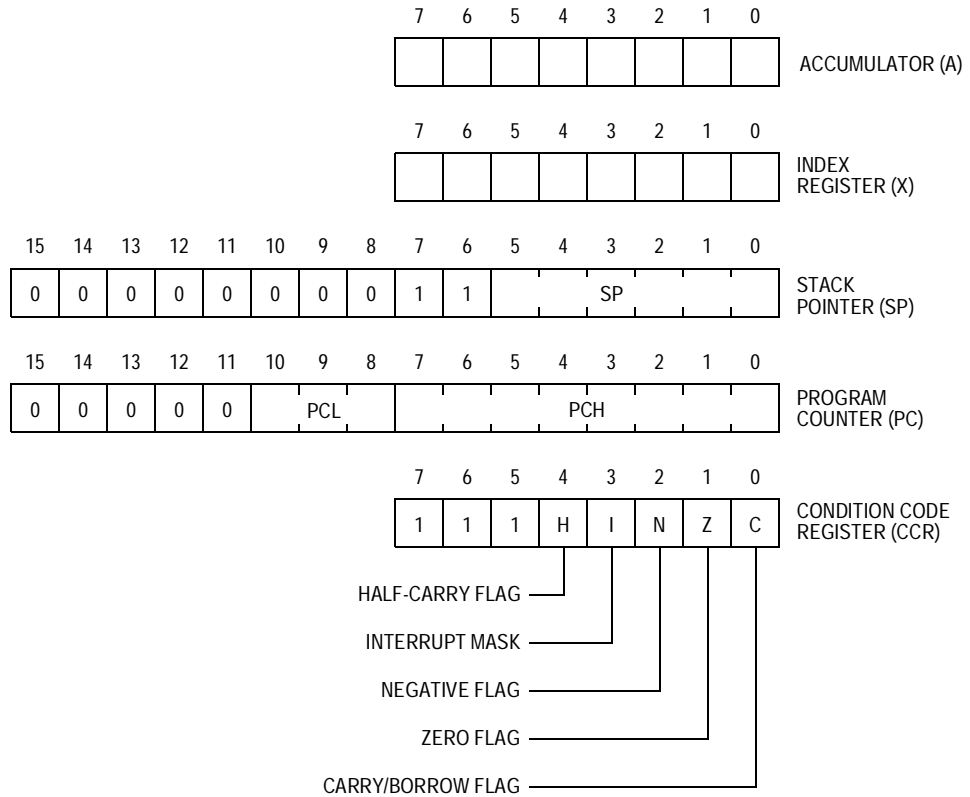 7 6 5 4 3 2 1 0
ACCUMULATOR (A)
7 6 5 4 3 2 1 0
INDEX
REGISTER (X)
15 14 13 12 11 10 9 8 7 6 5 4 3 2 1 0
0 0 0 0 0 0 0 0 1 1 SP
STACK
POINTER (SP)
15 14 13 12 11 10 9 8 7 6 5 4 3 2 1 0
0 0 0 0 0 PCL PCH
PROGRAM
COUNTER (PC)
7 6 5 4 3 2 1 0
1 1 1 H I N Z C
CONDITION CODE
REGISTER (CCR)
HALF-CARRY FLAG
INTERRUPT MASK
NEGATIVE FLAG
ZERO FLAG
CARRY/BORROW FLAG